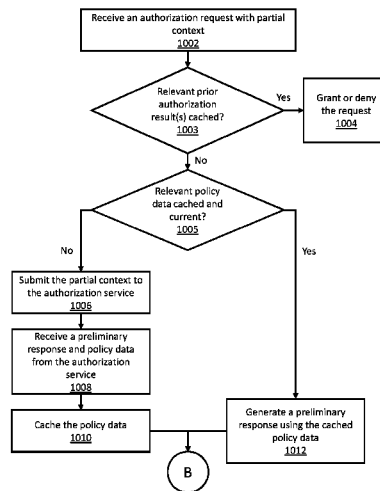 Receive an authorization request with partial
context
1002
Relevant prior
authorization
result(s) cached?
1003
Yes
Grant or deny
the request
1004
No
Relevant policy
data cached and
current?
1005
No
Yes
Submit the partial context to
the authorization service
1006
Receive a preliminary
response and policy data
from the authorization
service
1008
Cache the policy data
1010
Generate a preliminary
response using the cached
policy data
1012
B